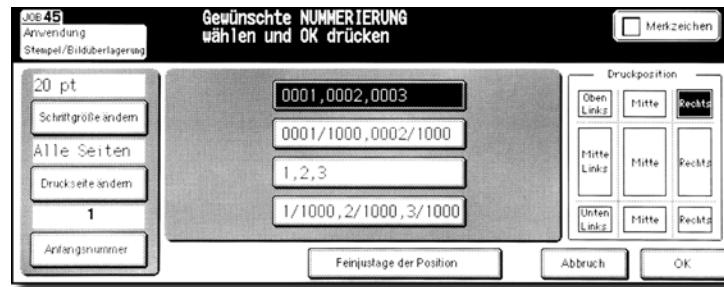 JOB 45
Anwendung
Stempel/Bildüberlagerung
Gewünschte NUMMERIERUNG
wählen und OK drücken
Merkzeichen
20 pt
Schriftgröße ändern
Alle Seiten
Druckseite ändern
1
Anfangsnummer
0001,0002,0003
0001/1000,0002/1000
1,2,3
1/1000,2/1000,3/1000
Feinjustage der Position
Druckposition
Oben
Links
Mitte
Rechts
Mitte
Links
Mitte
Rechts
Unten
Links
Mitte
Rechts
Abbruch
OK